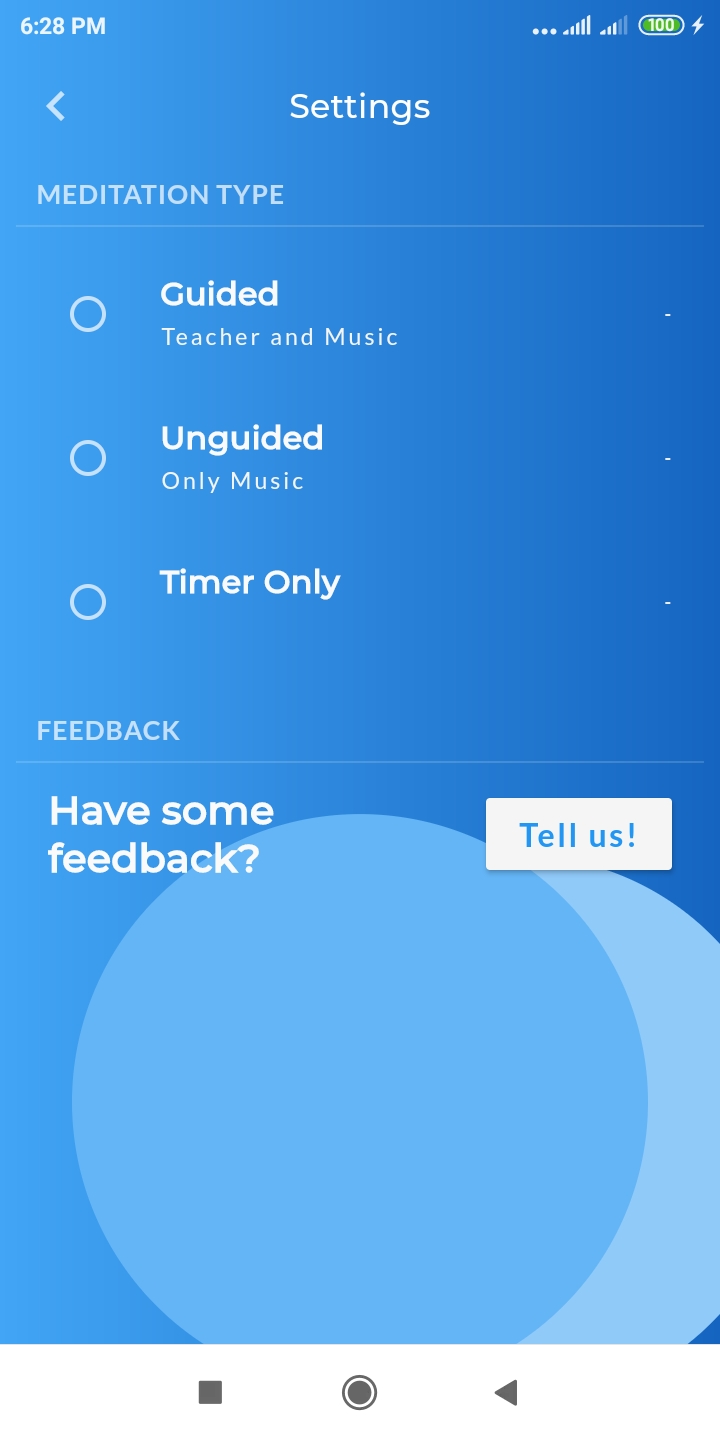 6:28 PM 100
Settings
MEDITATION TYPE
Guided
Teacher and Music
-
Unguided
Only Music
-
Timer Only
-
FEEDBACK
Have some
feedback?
Tell us!